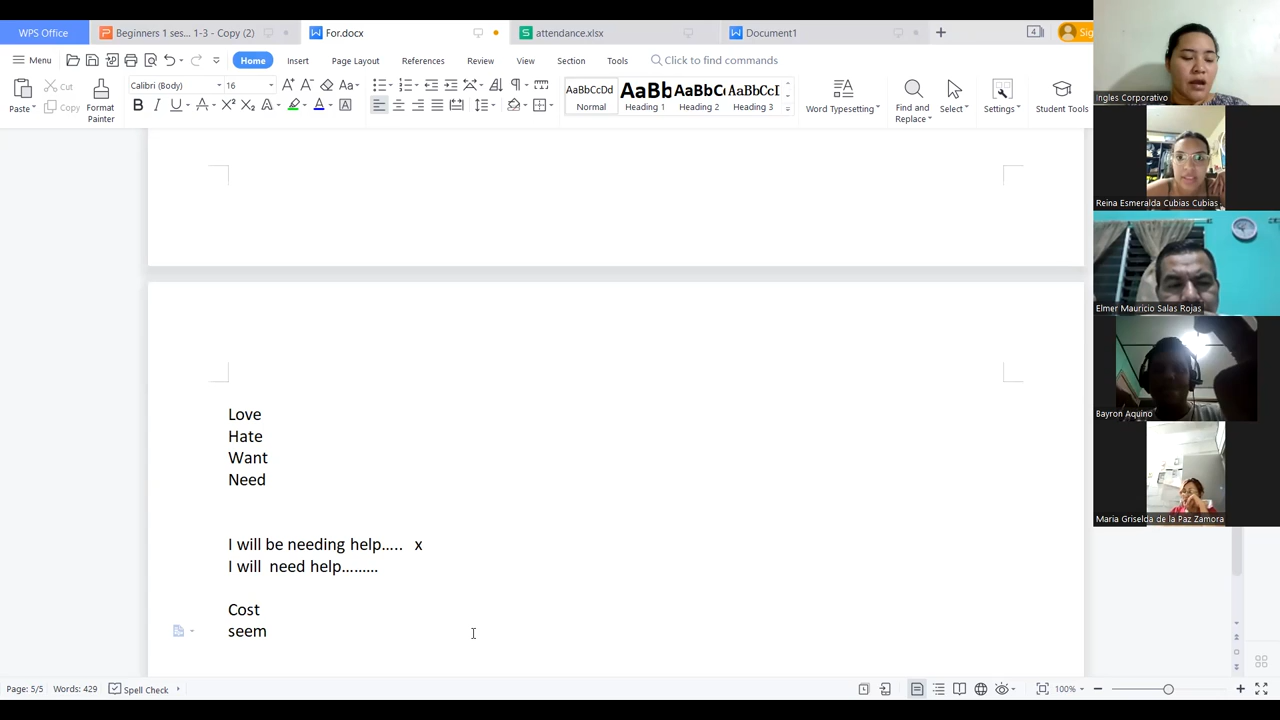 WPS Office
Beginners 1 ses... 1-3 - Copy (2)
For.docx
attendance.xlsx
Document1
Menu
Home
Insert
Page Layout
References
Review
View
Section
Tools
Click to find commands
Paste
Cut
Copy
Format
Painter
Calibri (Body)
16
AaBbCcDd
Normal
AaBb
Heading 1
AaBbC
Heading 2
AaBbCcI
Heading 3
Word Typesetting
Find and
Replace
Select
Settings
Student Tools
Love
Hate
Want
Need
I will be needing help..... x
I will need help.........
Cost
seem
Page: 5/5
Words: 429
Spell Check
100%
Ingles Corporativo
Reina Esmeralda Cubias Cubias
Elmer Mauricio Salas Rojas
Bayron Aquino
Maria Griselda de la Paz Zamora